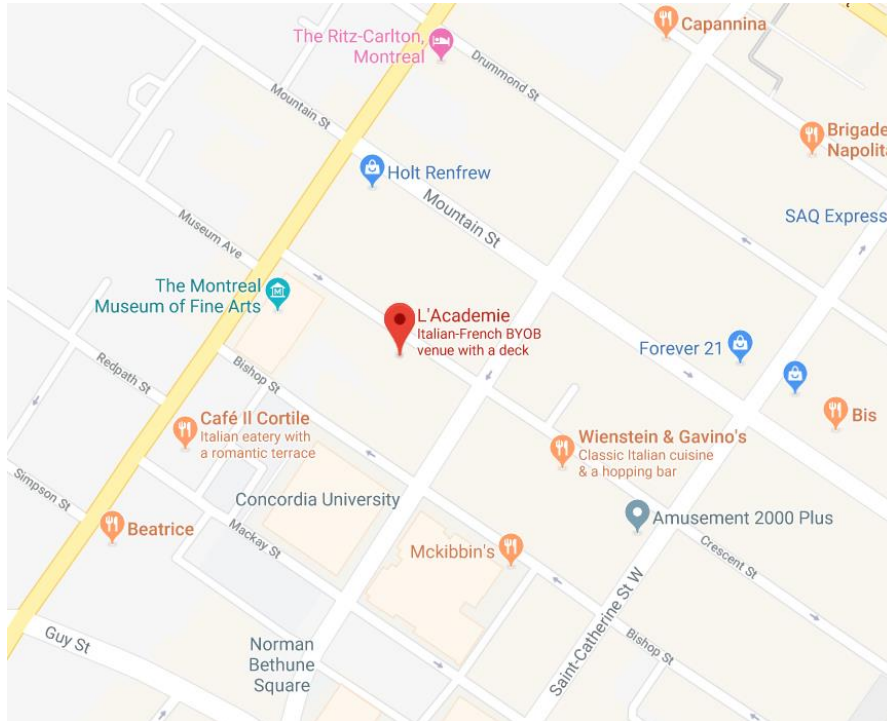 Capannina
The Ritz-Carlton,
Montreal
Drummond St
Mountain St
Brigade
Napolit
Holt Renfrew
Mountain St
SAQ Express
Museum Ave
The Montreal
Museum of Fine Arts
L'Academie
Italian-French BYOB
venue with a deck
Forever 21
Redpath St
Bishop St
Café Il Cortile
Italian eatery with
a romantic terrace
Bis
Wienstein & Gavino's
Classic Italian cuisine
& a hopping bar
Simpson St
Concordia University
Beatrice
Mackay St
Amusement 2000 Plus
Mckibbin's
Crescent St
Saint-Catherine St W
Guy St
Norman
Bethune
Square
Bishop St